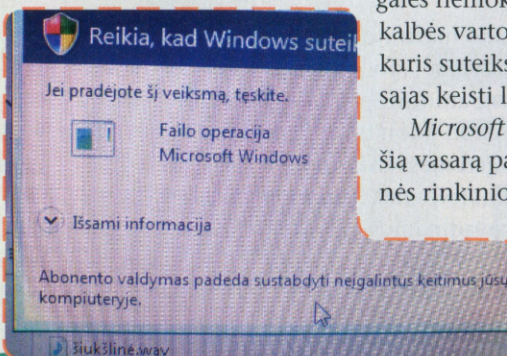 Reikia, kad Windows suteik
Jei pradėjote šį veiksmą, tęskite.
Failo operacija
Microsoft Windows
Išsami informacija
Abonento valdymas padeda sustabdyti neįgalintus keitimus jūsų
kompiuteryje.
šiukšlinė.wav
kalbės varto
kuris suteiks
sajas keisti l
Microsoft
šią vasarą pa
nės rinkinio